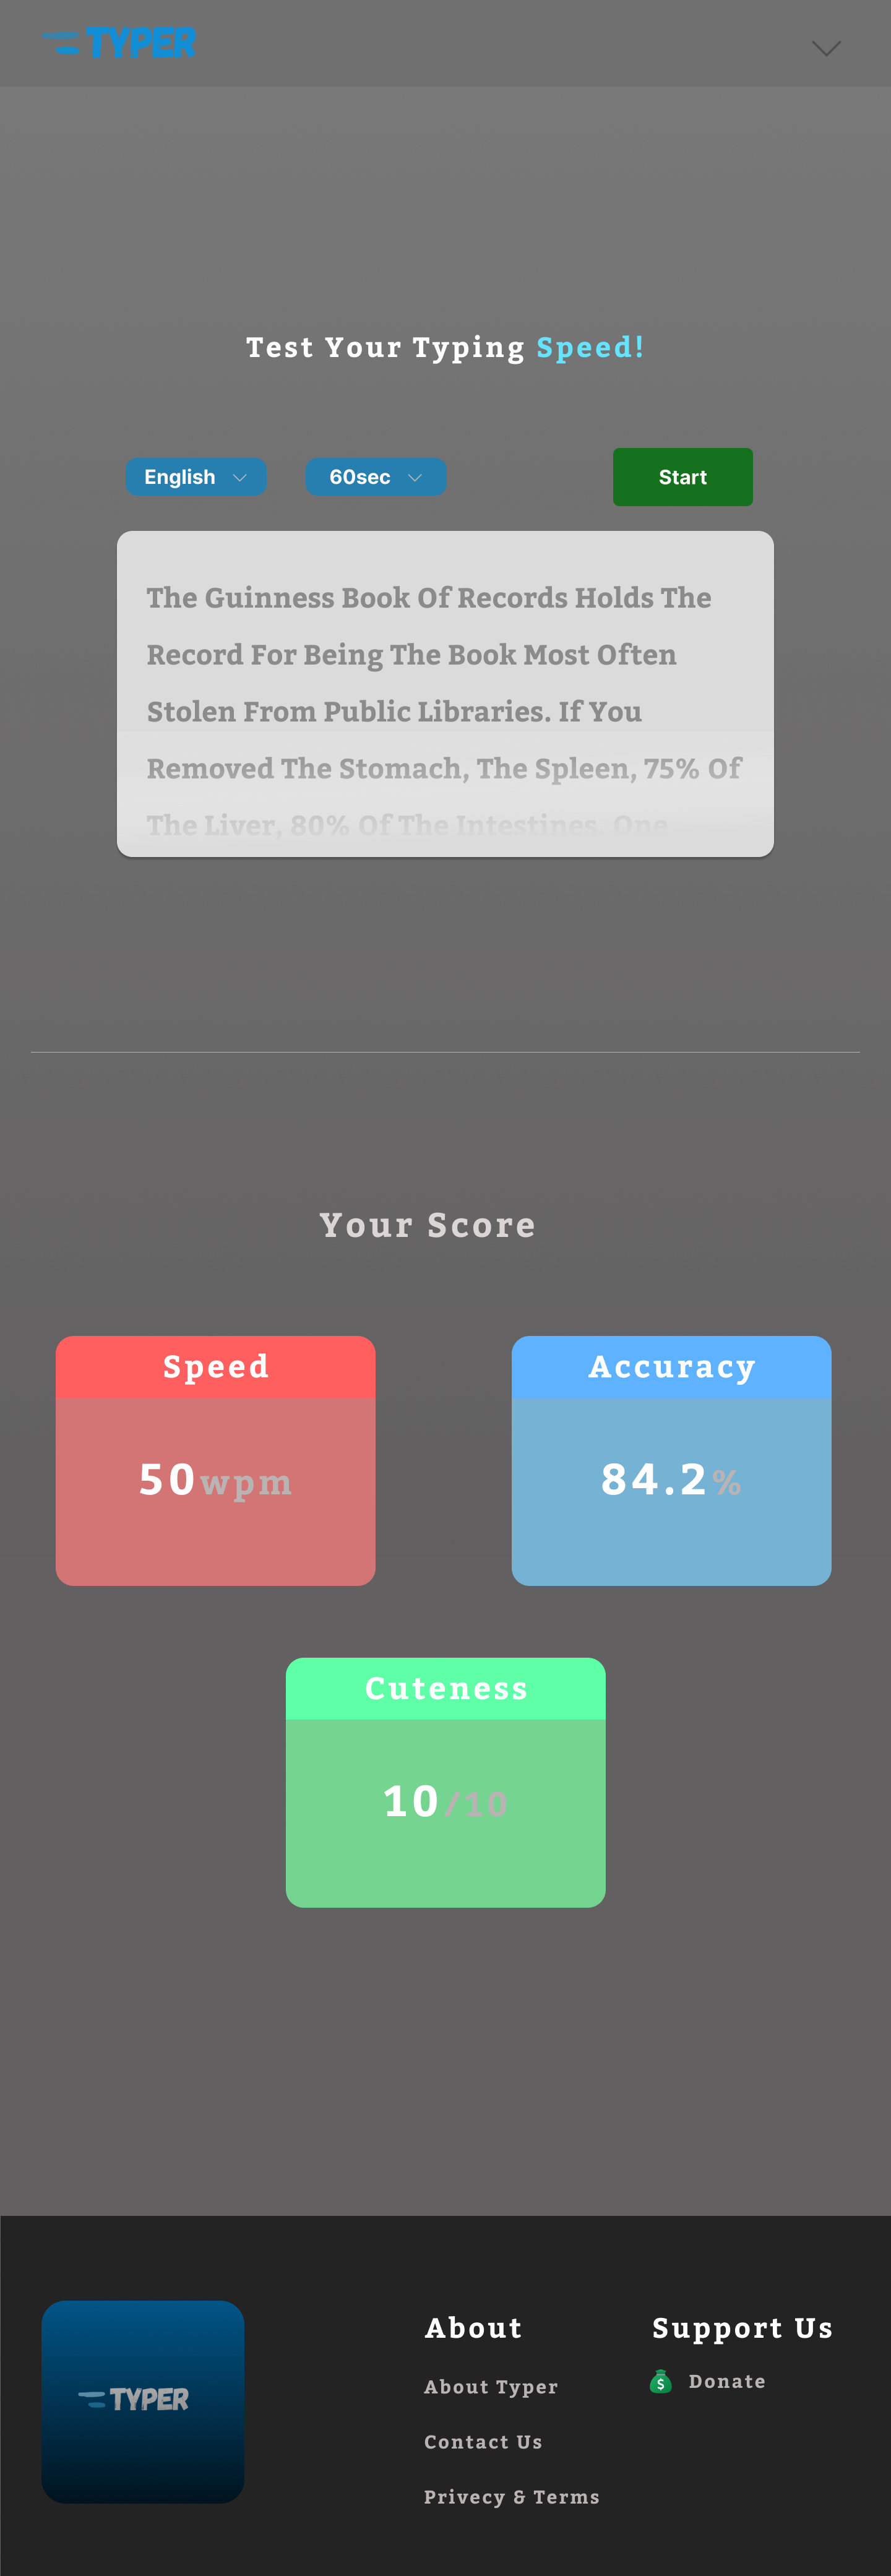 TYPER
Test Your Typing Speed!
English
60sec
Start
The Guinness Book Of Records Holds The
Record For Being The Book Most Often
Stolen From Public Libraries. If You
Removed The Stomach, The Spleen, 75% Of
The Liver, 80% Of The Intestines, One
Your Score
Speed
50wpm
Accuracy
84.2%
Cuteness
10/10
TYPER
About
About Typer
Contact Us
Privecy & Terms
Support Us
Donate